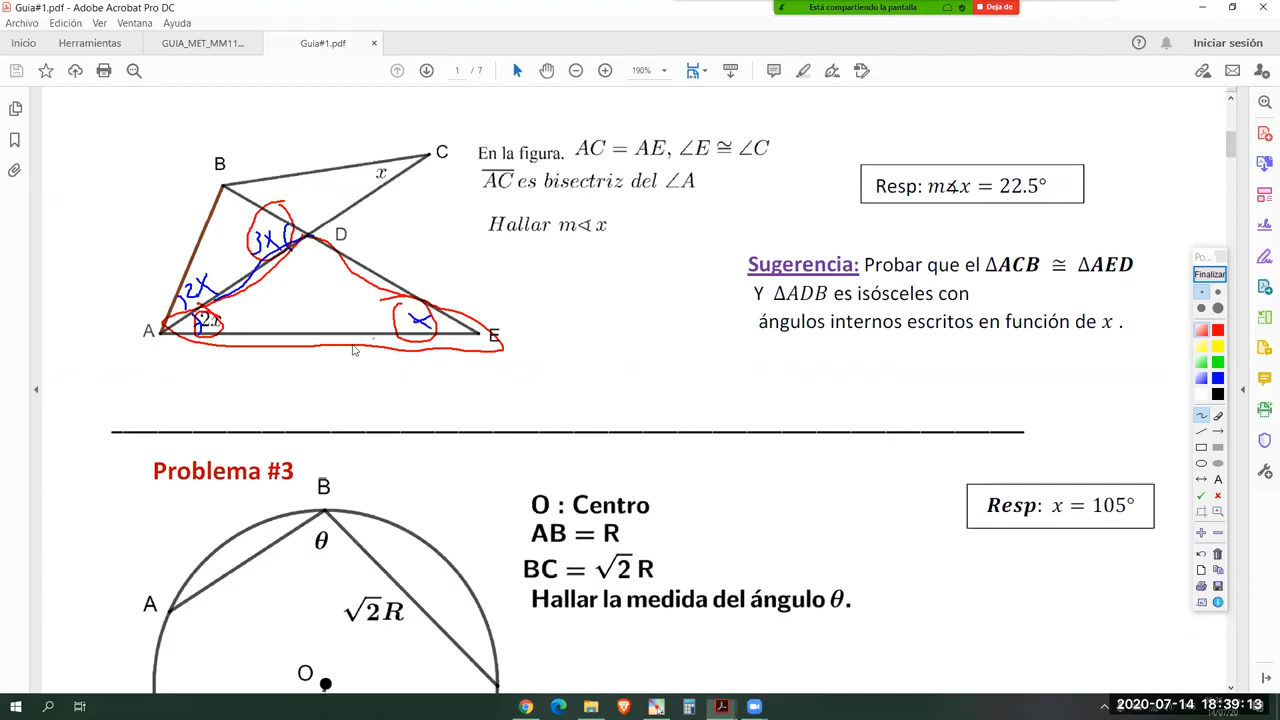 Guia#1.pdf - Adobe Acrobat Pro DC
Está compartiendo la pantalla
Deja de
Archivo Edición Ver Ventana Ayuda
Inicio Herramientas GUIA_MET_MM11... Guia#1.pdf × Iniciar sesión
1 / 7 190%
B
C
x
D
3x
2x
2x
x
A
E
En la figura. AC = AE, ∠E ≅ ∠C
AC es bisectriz del ∠A
Hallar m∢ x
Resp: m∡x = 22.5°
Sugerencia: Probar que el ΔACB ≅ ΔAED
Y ΔADB es isósceles con
ángulos internos escritos en función de x .
Po...
Finalizar
Problema #3
B
θ
A
√2R
O
O : Centro
AB = R
BC = √2 R
Hallar la medida del ángulo θ.
Resp: x = 105°
2020-07-14 18:39:13